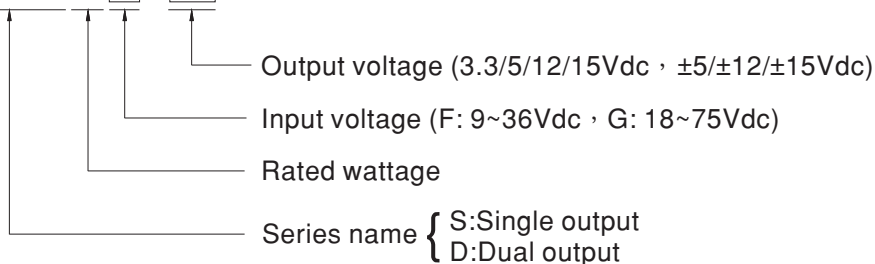 Output voltage (3.3/5/12/15Vdc，±5/±12/±15Vdc)
Input voltage (F: 9~36Vdc，G: 18~75Vdc)
Rated wattage
Series name { S:Single output
D:Dual output